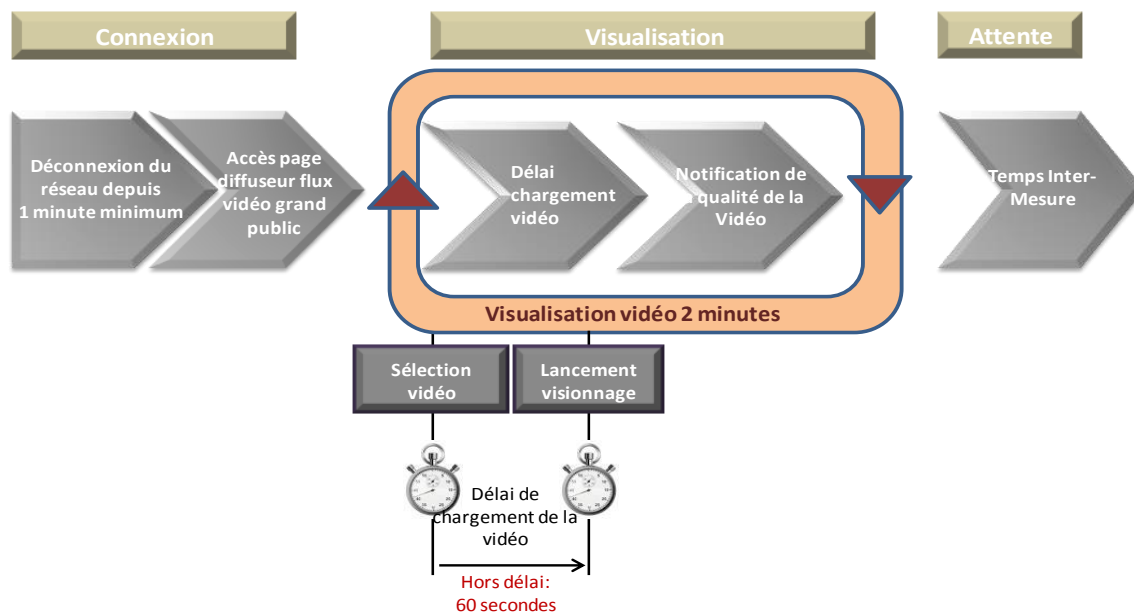 Connexion
Visualisation
Attente
Déconnexion du
réseau depuis
1 minute minimum
Accès page
diffuseur flux
vidéo grand
public
Délai
chargement
vidéo
Notification de
qualité de la
Vidéo
Temps Inter-
Mesure
Visualisation vidéo 2 minutes
Sélection
vidéo
Lancement
visionnage
Délai de
chargement de la
vidéo
Hors délai:
60 secondes